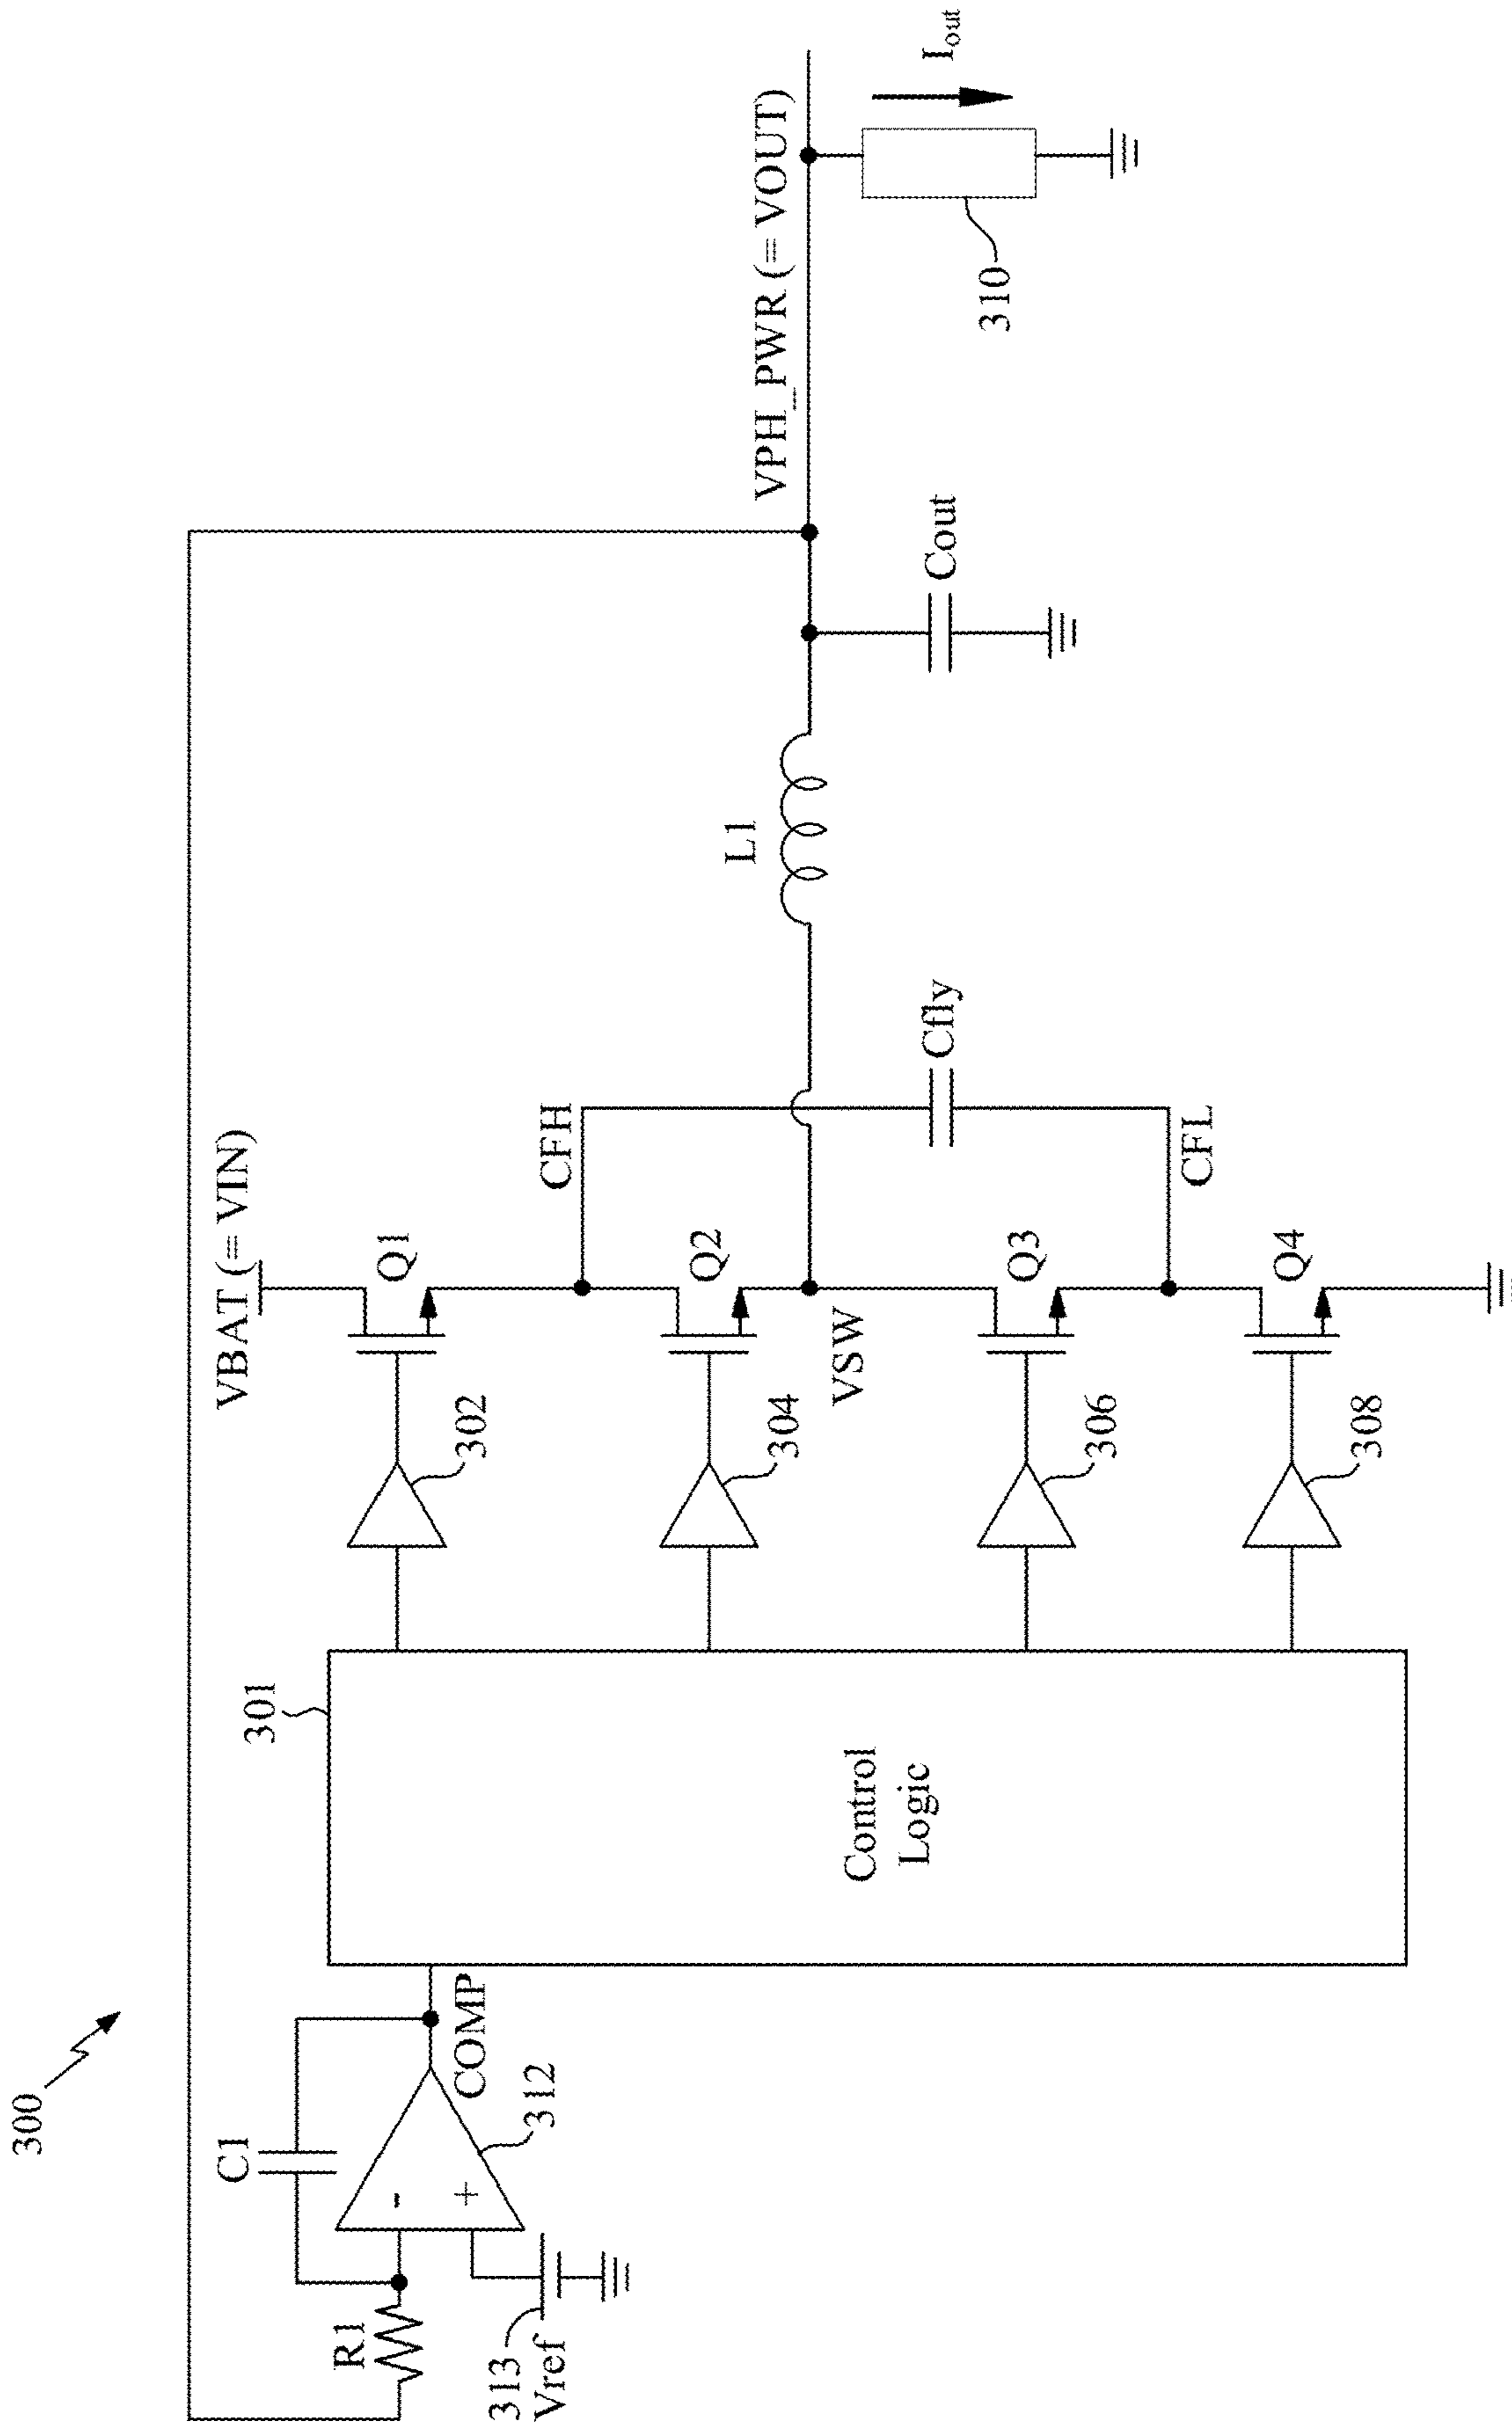 300
C1
R1
-
+
313
Vref
312
COMP
301
Control
Logic
302
304
306
308
VBAT (= VIN)
Q1
Q2
VSW
Q3
Q4
CFH
CFL
Cfly
L1
Cout
VPH_PWR (= VOUT)
310
Iout